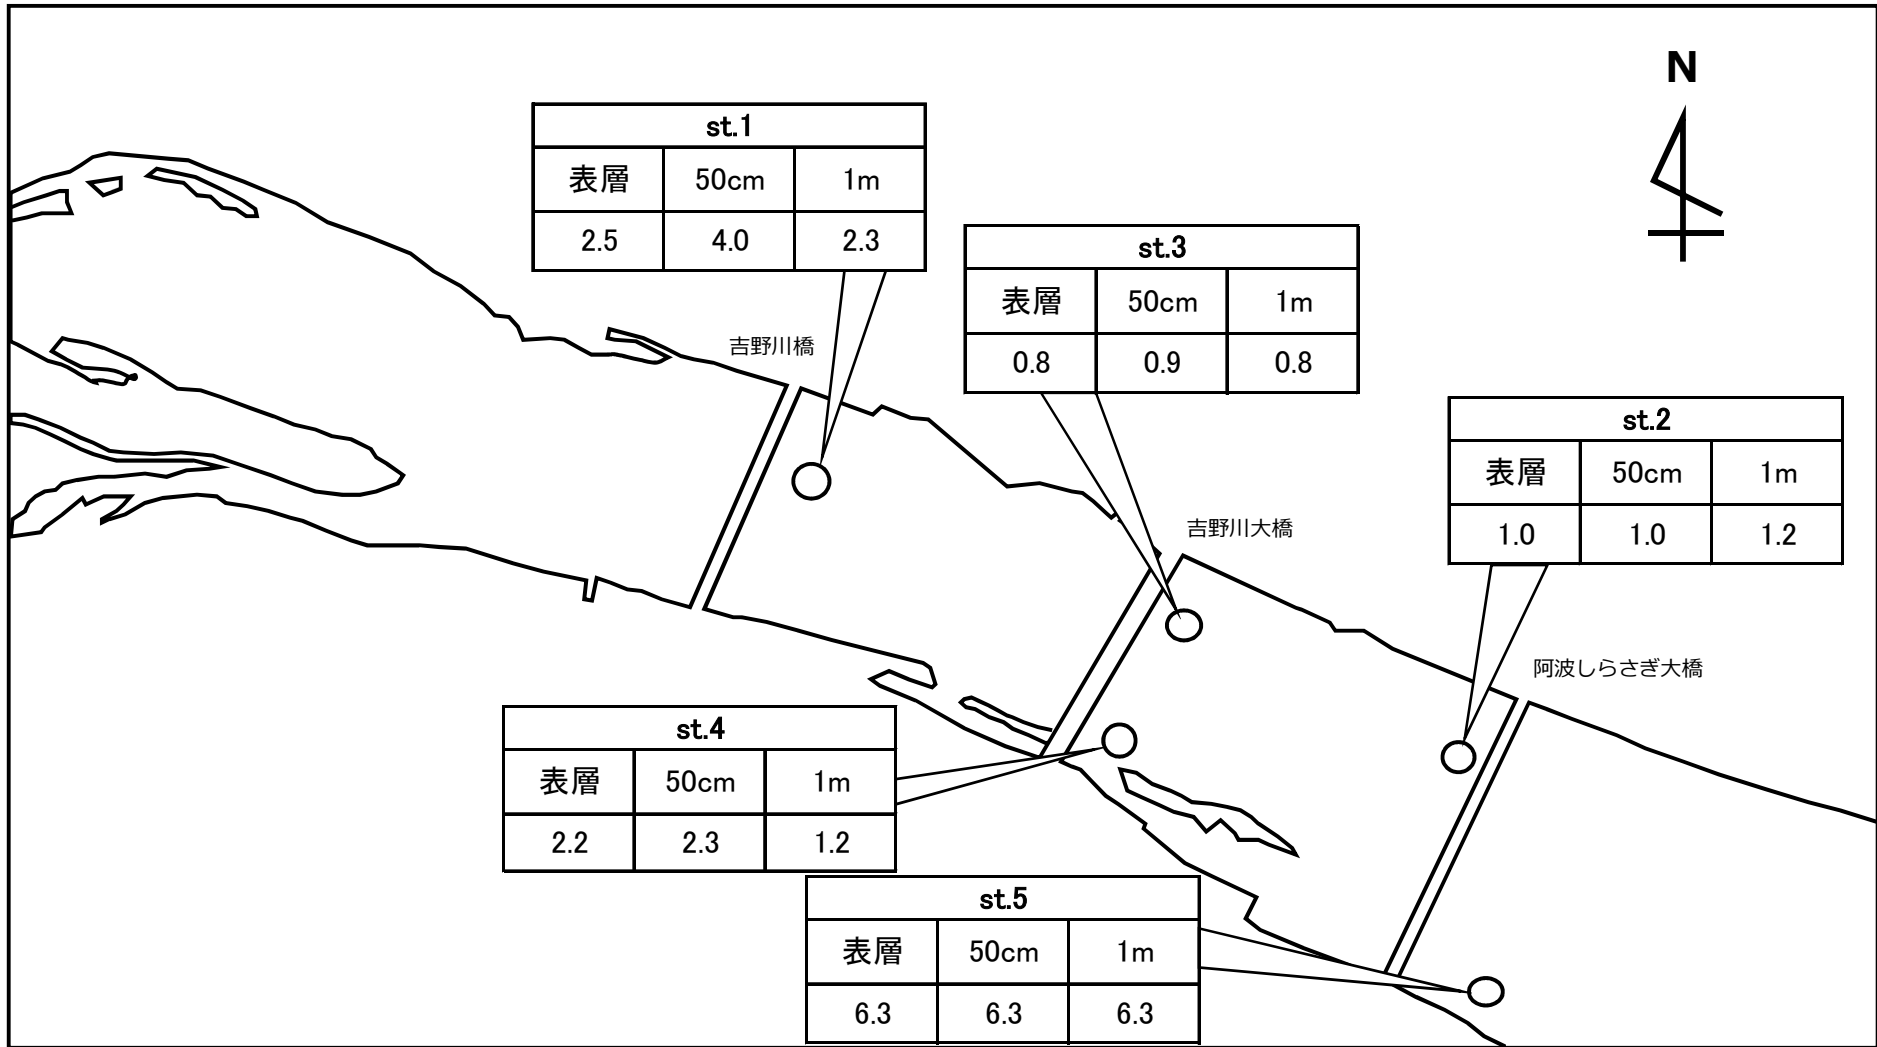 N
st.1
表層 50cm 1m
2.5 4.0 2.3
吉野川橋
st.3
表層 50cm 1m
0.8 0.9 0.8
吉野川大橋
st.2
表層 50cm 1m
1.0 1.0 1.2
阿波しらさぎ大橋
st.4
表層 50cm 1m
2.2 2.3 1.2
st.5
表層 50cm 1m
6.3 6.3 6.3